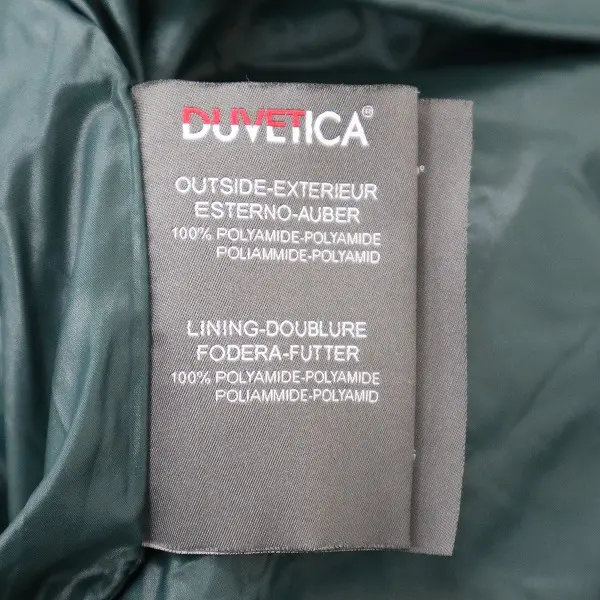 DUVETICA®
OUTSIDE-EXTERIEUR
ESTERNO-AUBER
100% POLYAMIDE-POLYAMIDE
POLIAMMIDE-POLYAMID
LINING-DOUBLURE
FODERA-FUTTER
100% POLYAMIDE-POLYAMIDE
POLIAMMIDE-POLYAMID